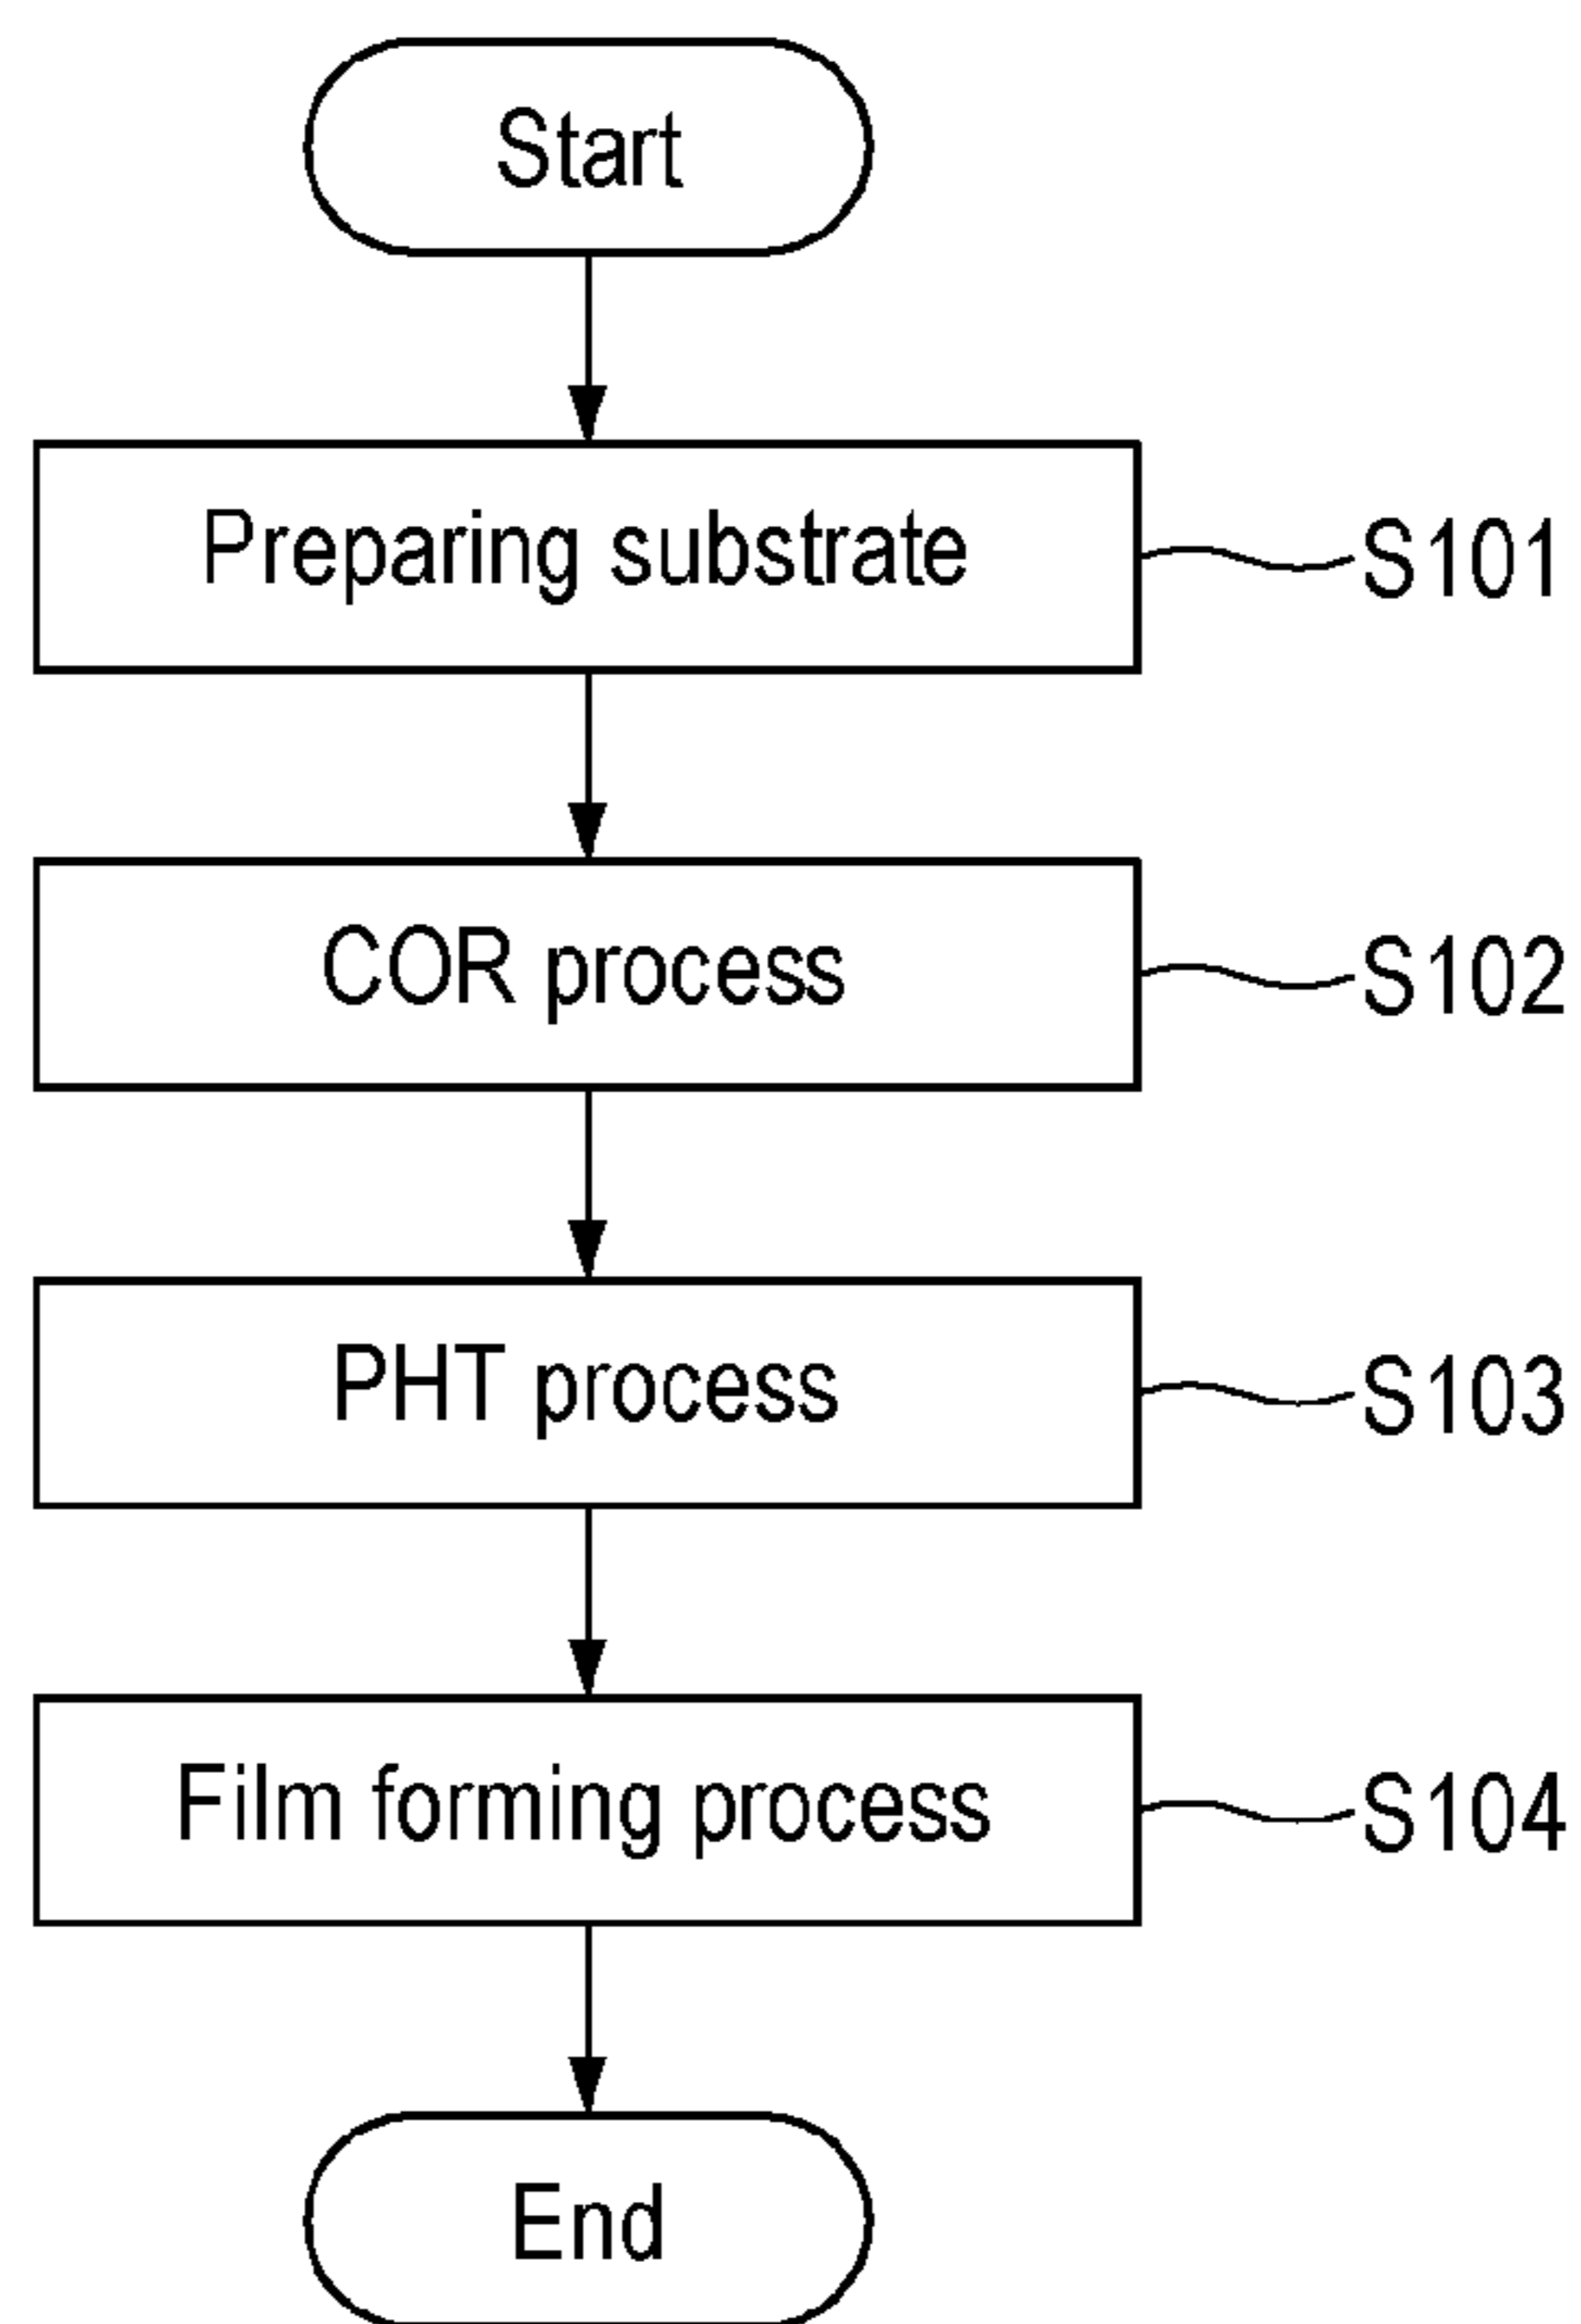 Start
Preparing substrate S101
COR process S102
PHT process S103
Film forming process S104
End